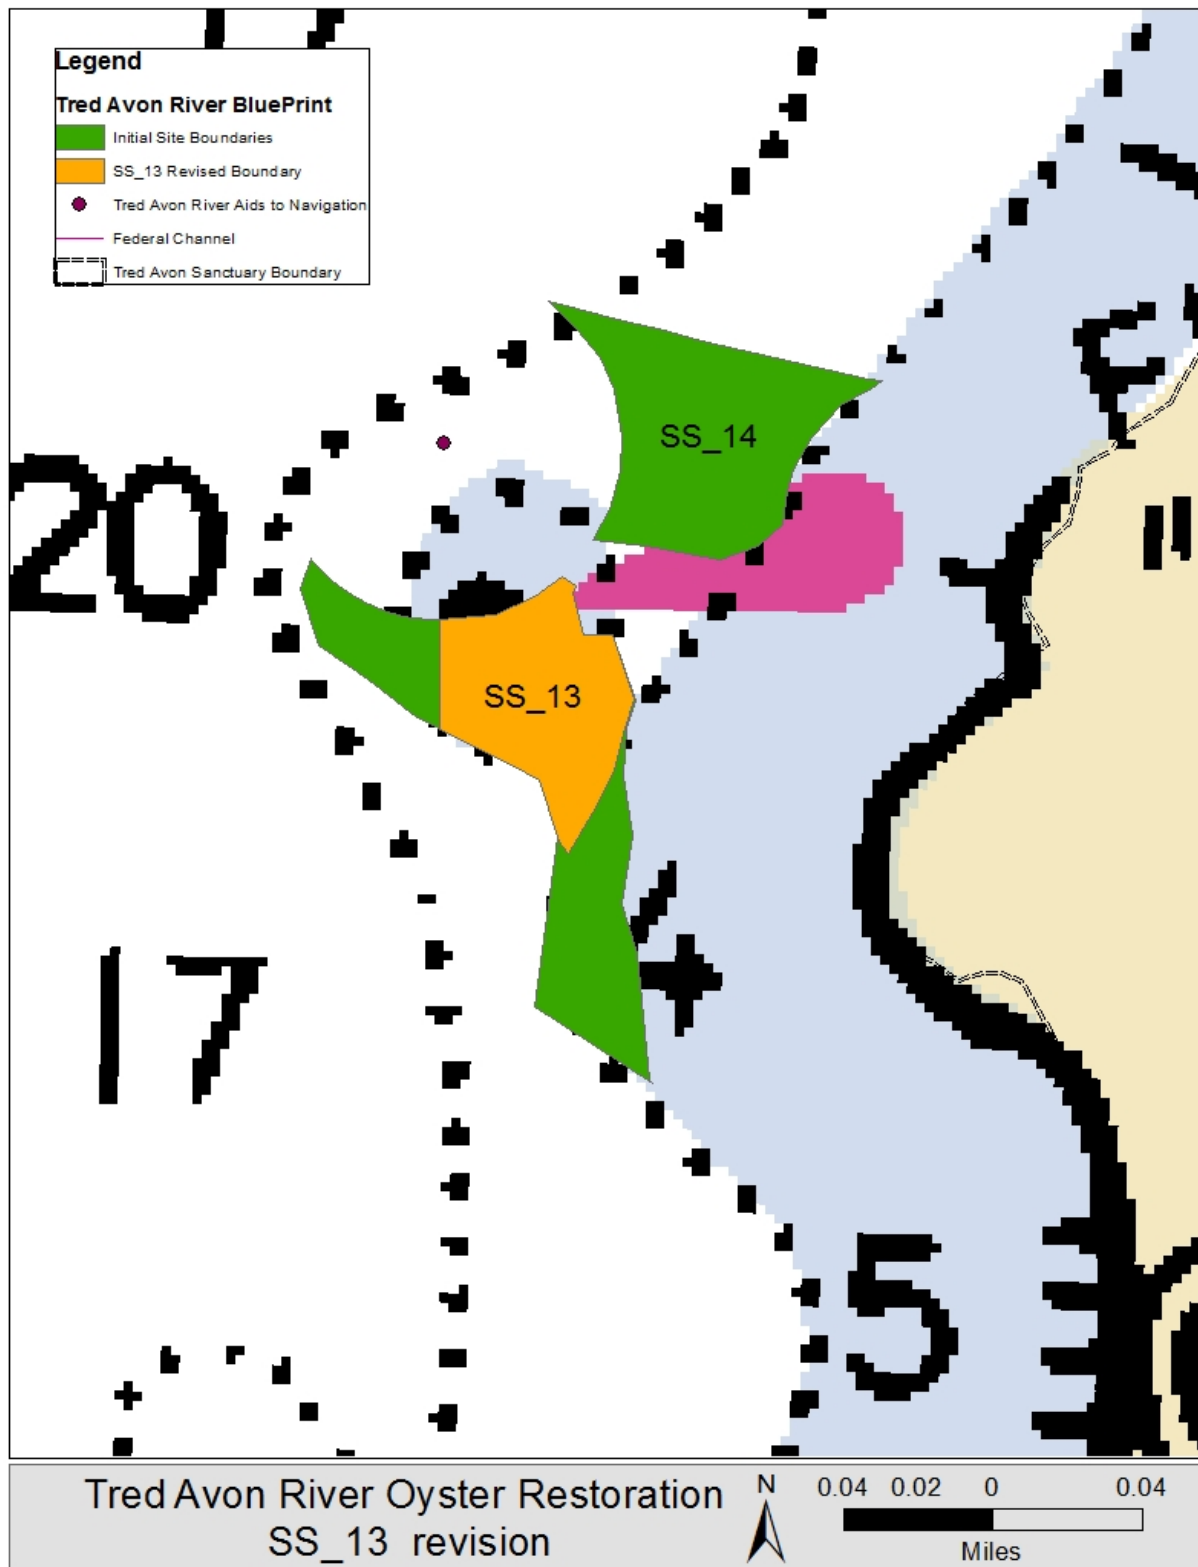 Legend
Tred Avon River BluePrint
Initial Site Boundaries
SS_13 Revised Boundary
Tred Avon River Aids to Navigation
Federal Channel
Tred Avon Sanctuary Boundary
SS_14
20
SS_13
17
5
Tred Avon River Oyster Restoration
SS_13 revision
N
0.04 0.02 0 0.04
Miles